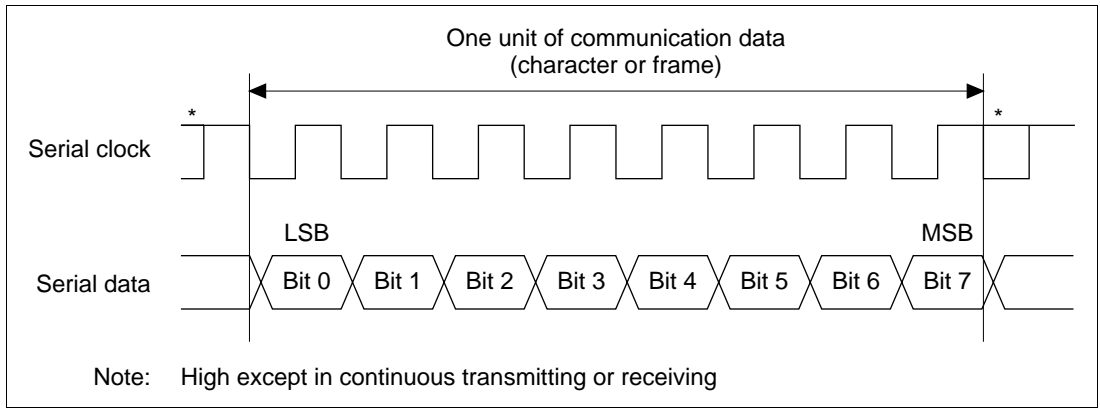 One unit of communication data
(character or frame)
* *
Serial clock
LSB MSB
Serial data Bit 0 Bit 1 Bit 2 Bit 3 Bit 4 Bit 5 Bit 6 Bit 7
Note: High except in continuous transmitting or receiving